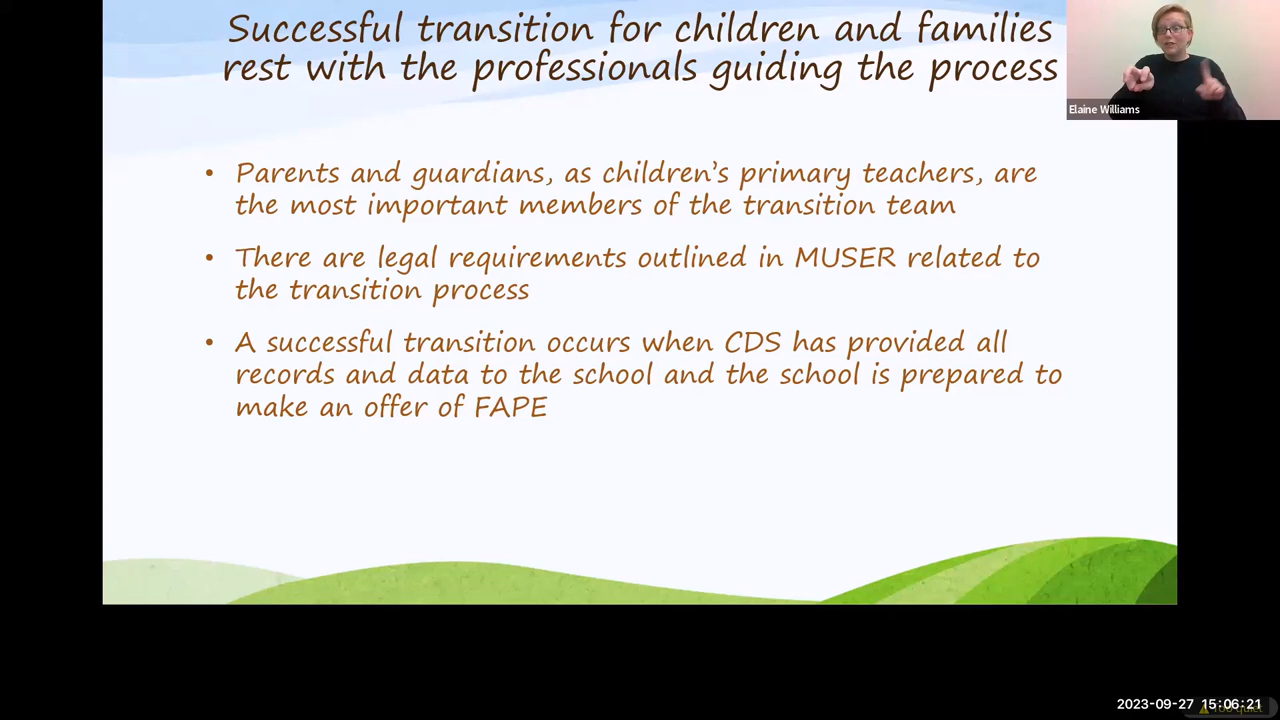 Successful transition for children and families
rest with the professionals guiding the process
Elaine Williams
• Parents and guardians, as children's primary teachers, are
the most important members of the transition team
• There are legal requirements outlined in MUSER related to
the transition process
• A successful transition occurs when CDS has provided all
records and data to the school and the school is prepared to
make an offer of FAPE
2023-09-27 15:06:21